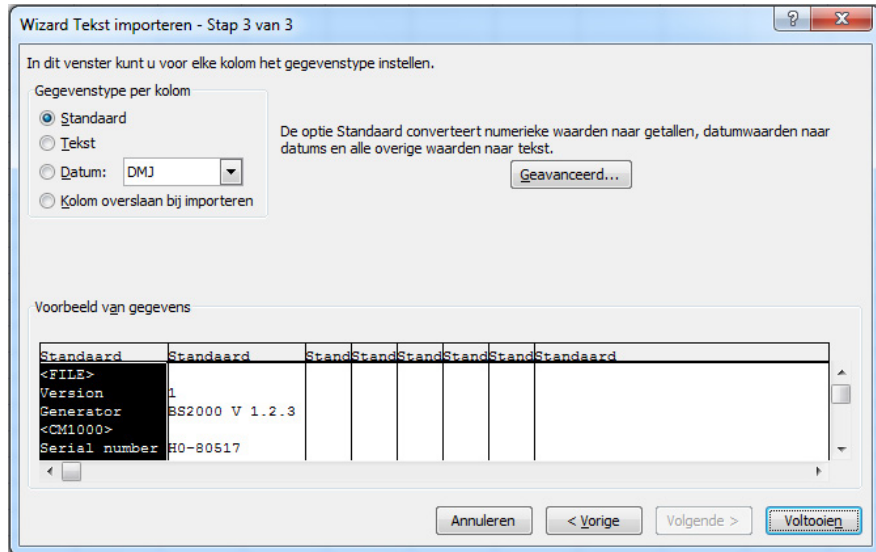 Wizard Tekst importeren - Stap 3 van 3
In dit venster kunt u voor elke kolom het gegevenstype instellen.
Gegevenstype per kolom
Standaard
Tekst
Datum: DMJ
Kolom overslaan bij importeren
De optie Standaard converteert numerieke waarden naar getallen, datumwaarden naar
datums en alle overige waarden naar tekst.
Geavanceerd...
Voorbeeld van gegevens
Standaard Standaard Stand Stand Stand Stand Stand Standaard
<FILE>
Version 1
Generator BS2000 V 1.2.3
<CM1000>
Serial number H0-80517
Annuleren < Vorige Volgende > Voltooien